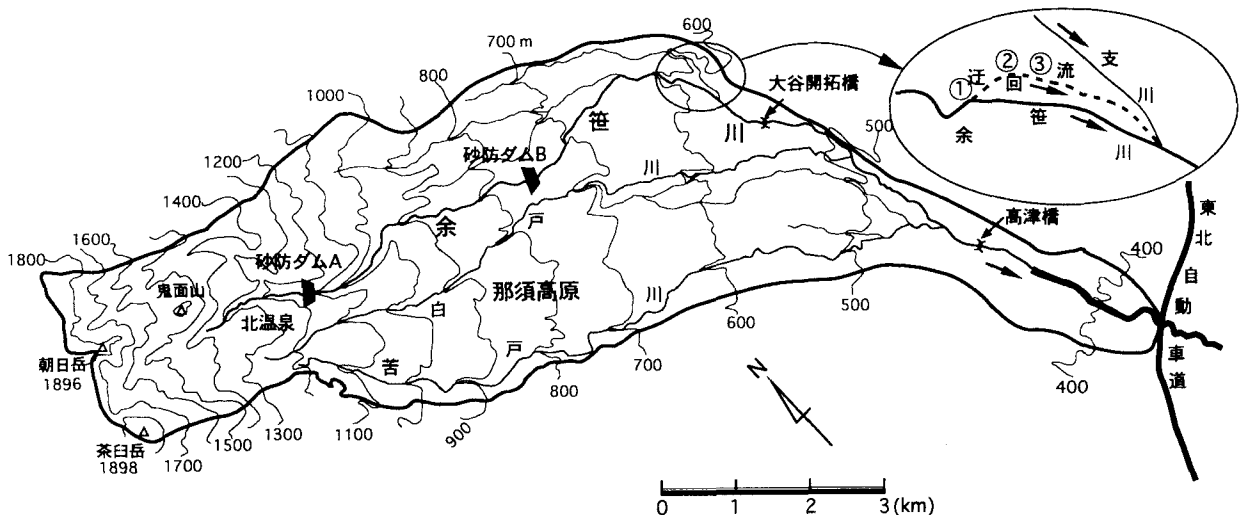 600
700 m
800
1000
1200
1400
1600
1800
大谷開拓橋
笹
川
砂防ダムB
川
余
戸
500
高津橋
砂防ダムA
鬼面山
北温泉
白
那須高原
川
朝日岳
1896
苦
戸
茶臼岳
1898
1700
1500
1300
1100
900
800
700
600
500
400
400
N
0 1 2 3 (km)
① ② ③
迂回流
支川
余笹川
東北自動車道